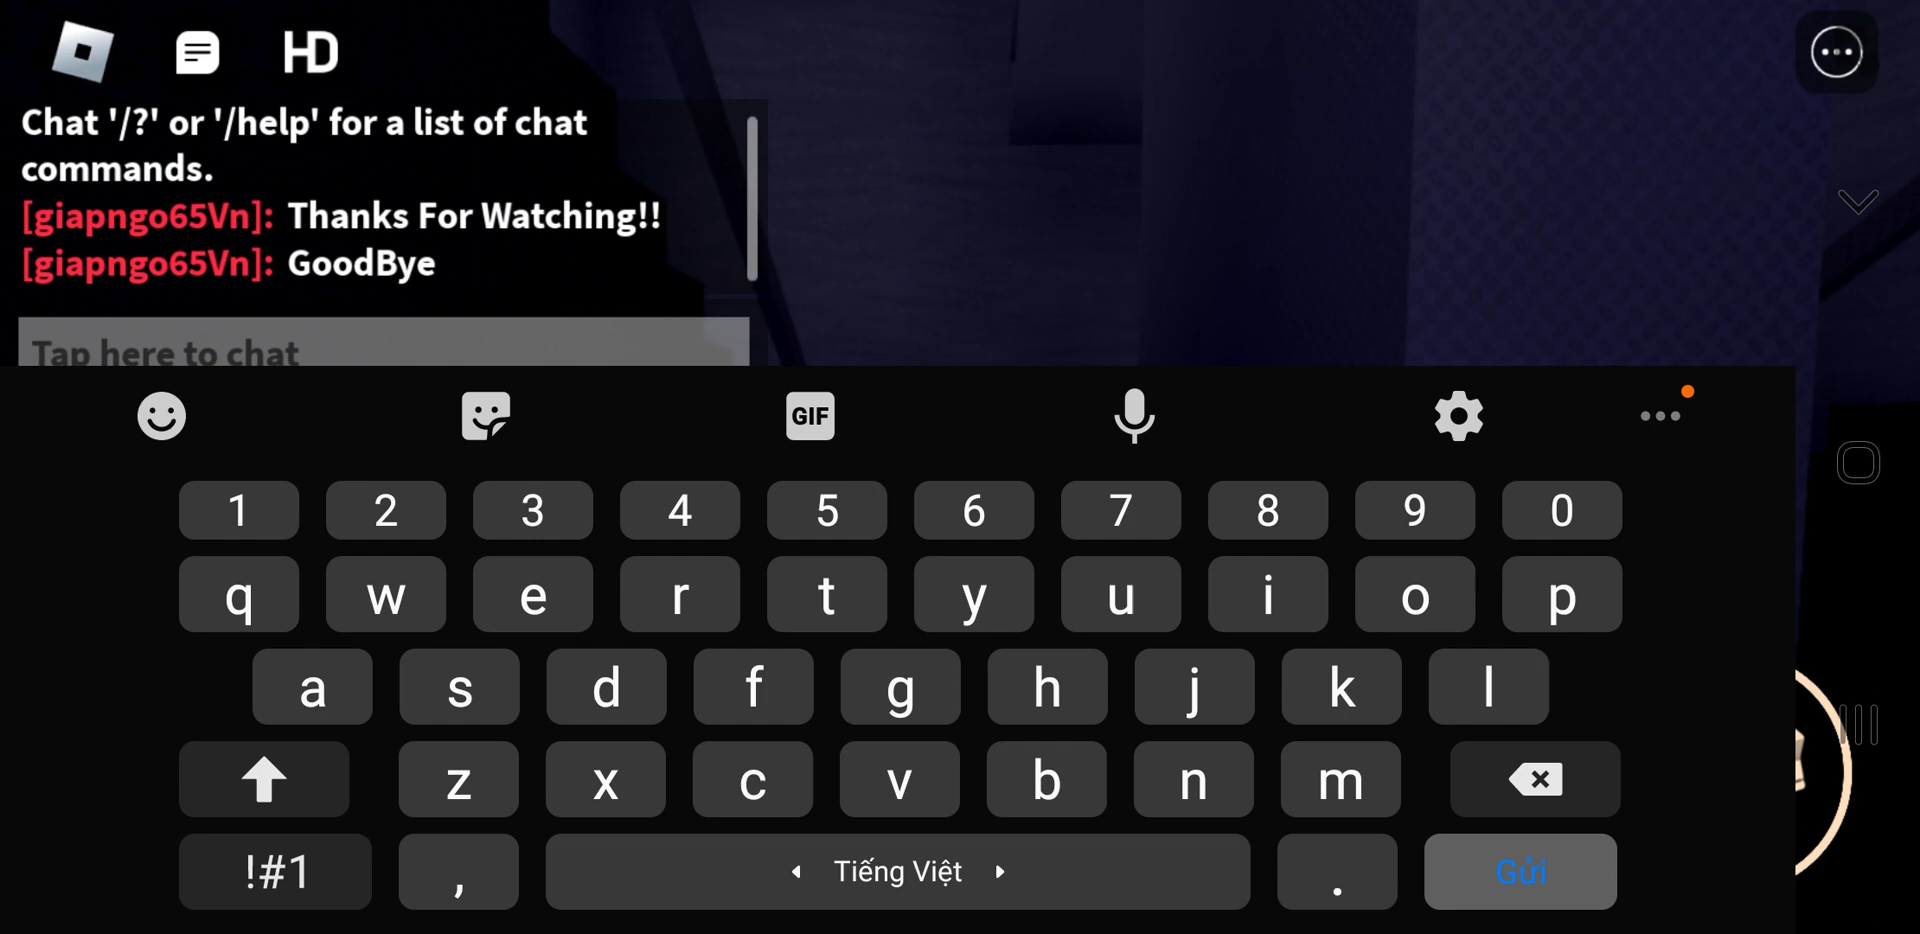 HD
Chat '/?' or '/help' for a list of chat
commands.
[giapngo65Vn]: Thanks For Watching!!
[giapngo65Vn]: GoodBye
Tap here to chat
GIF
1 2 3 4 5 6 7 8 9 0
q w e r t y u i o p
a s d f g h j k l
z x c v b n m
!#1 , Tiếng Việt . Gửi